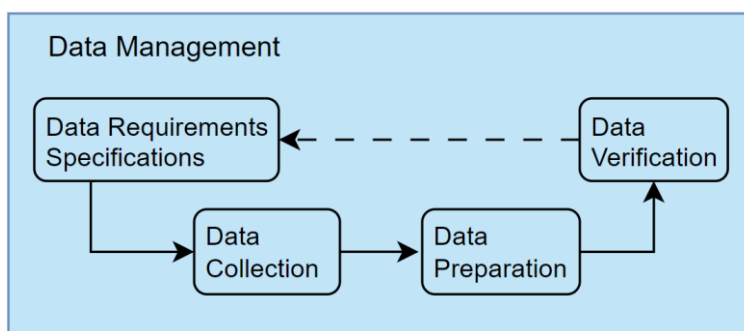 Data Management
Data Requirements
Specifications
Data
Verification
Data
Collection
Data
Preparation